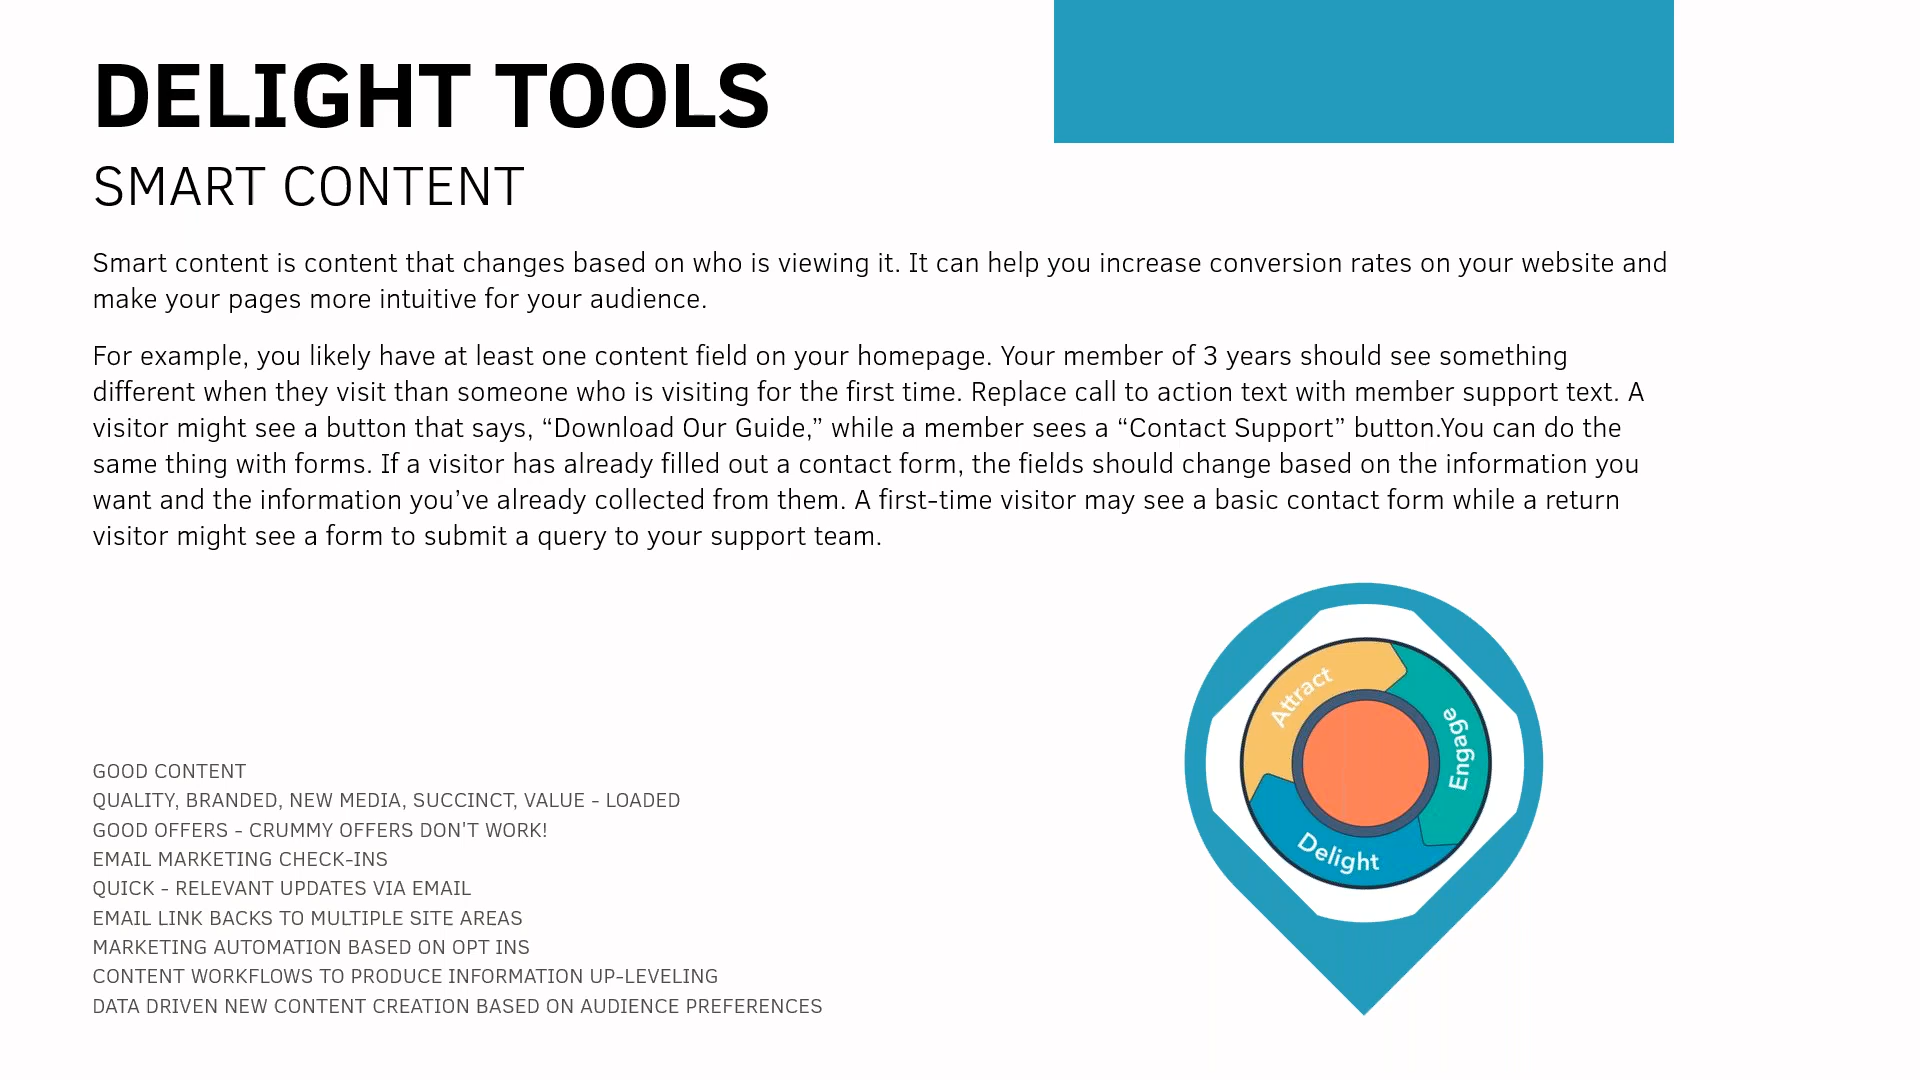 DELIGHT TOOLS
SMART CONTENT
Smart content is content that changes based on who is viewing it. It can help you increase conversion rates on your website and
make your pages more intuitive for your audience.
For example, you likely have at least one content field on your homepage. Your member of 3 years should see something
different when they visit than someone who is visiting for the first time. Replace call to action text with member support text. A
visitor might see a button that says, “Download Our Guide,” while a member sees a “Contact Support” button.You can do the
same thing with forms. If a visitor has already filled out a contact form, the fields should change based on the information you
want and the information you’ve already collected from them. A first-time visitor may see a basic contact form while a return
visitor might see a form to submit a query to your support team.
Attract
Engage
Delight
GOOD CONTENT
QUALITY, BRANDED, NEW MEDIA, SUCCINCT, VALUE - LOADED
GOOD OFFERS - CRUMMY OFFERS DON'T WORK!
EMAIL MARKETING CHECK-INS
QUICK - RELEVANT UPDATES VIA EMAIL
EMAIL LINK BACKS TO MULTIPLE SITE AREAS
MARKETING AUTOMATION BASED ON OPT INS
CONTENT WORKFLOWS TO PRODUCE INFORMATION UP-LEVELING
DATA DRIVEN NEW CONTENT CREATION BASED ON AUDIENCE PREFERENCES